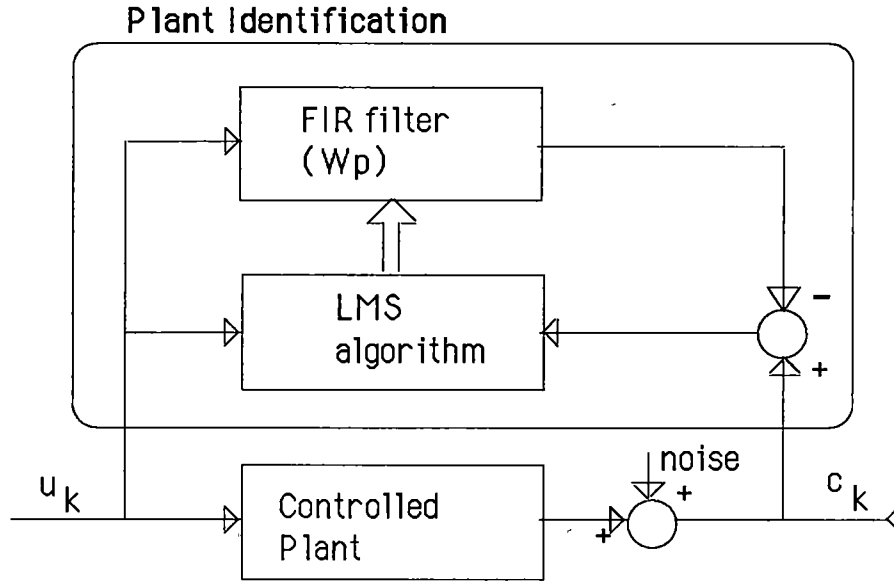 Plant Identification
FIR filter
(Wp)
LMS
algorithm
-
+
u k
noise
+
c k
Controlled
Plant
+